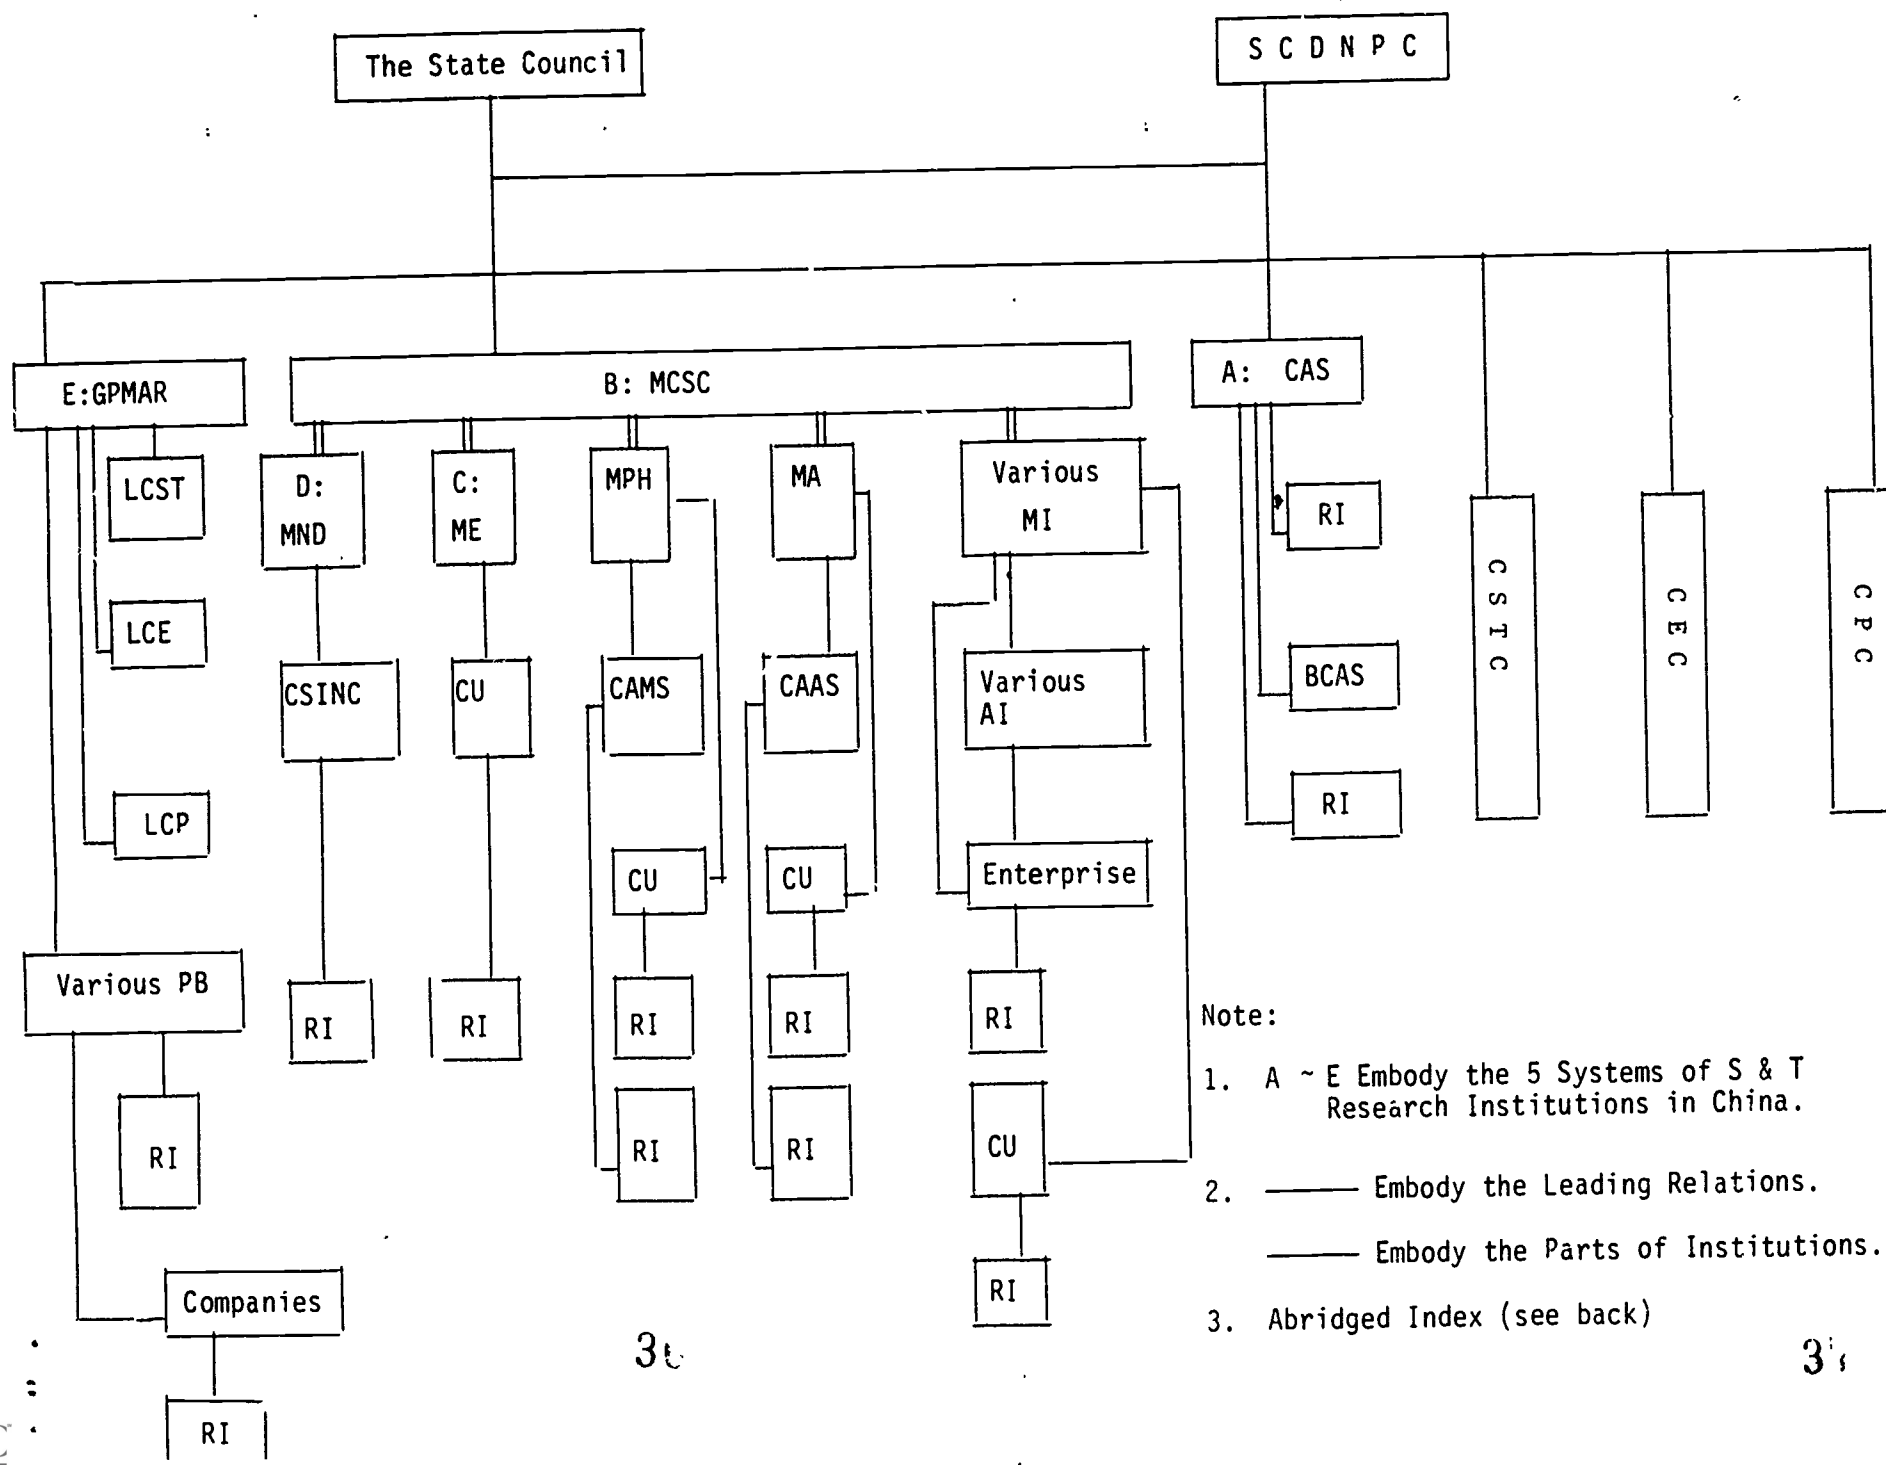 The State Council
S C D N P C
E:GPMAR
B: MCSC
A: CAS
LCST
D:
MND
C:
ME
MPH
MA
Various
MI
RI
CSTC
CEC
CPC
LCE
CSINC
CU
CAMS
CAAS
Various
AI
BCAS
RI
LCP
CU
CU
Enterprise
Various PB
RI
RI
RI
RI
RI
Note:
1. A ~ E Embody the 5 Systems of S & T
Research Institutions in China.
RI
RI
RI
CU
2. Embody the Leading Relations.
Embody the Parts of Institutions.
Companies
RI
3. Abridged Index (see back)
RI